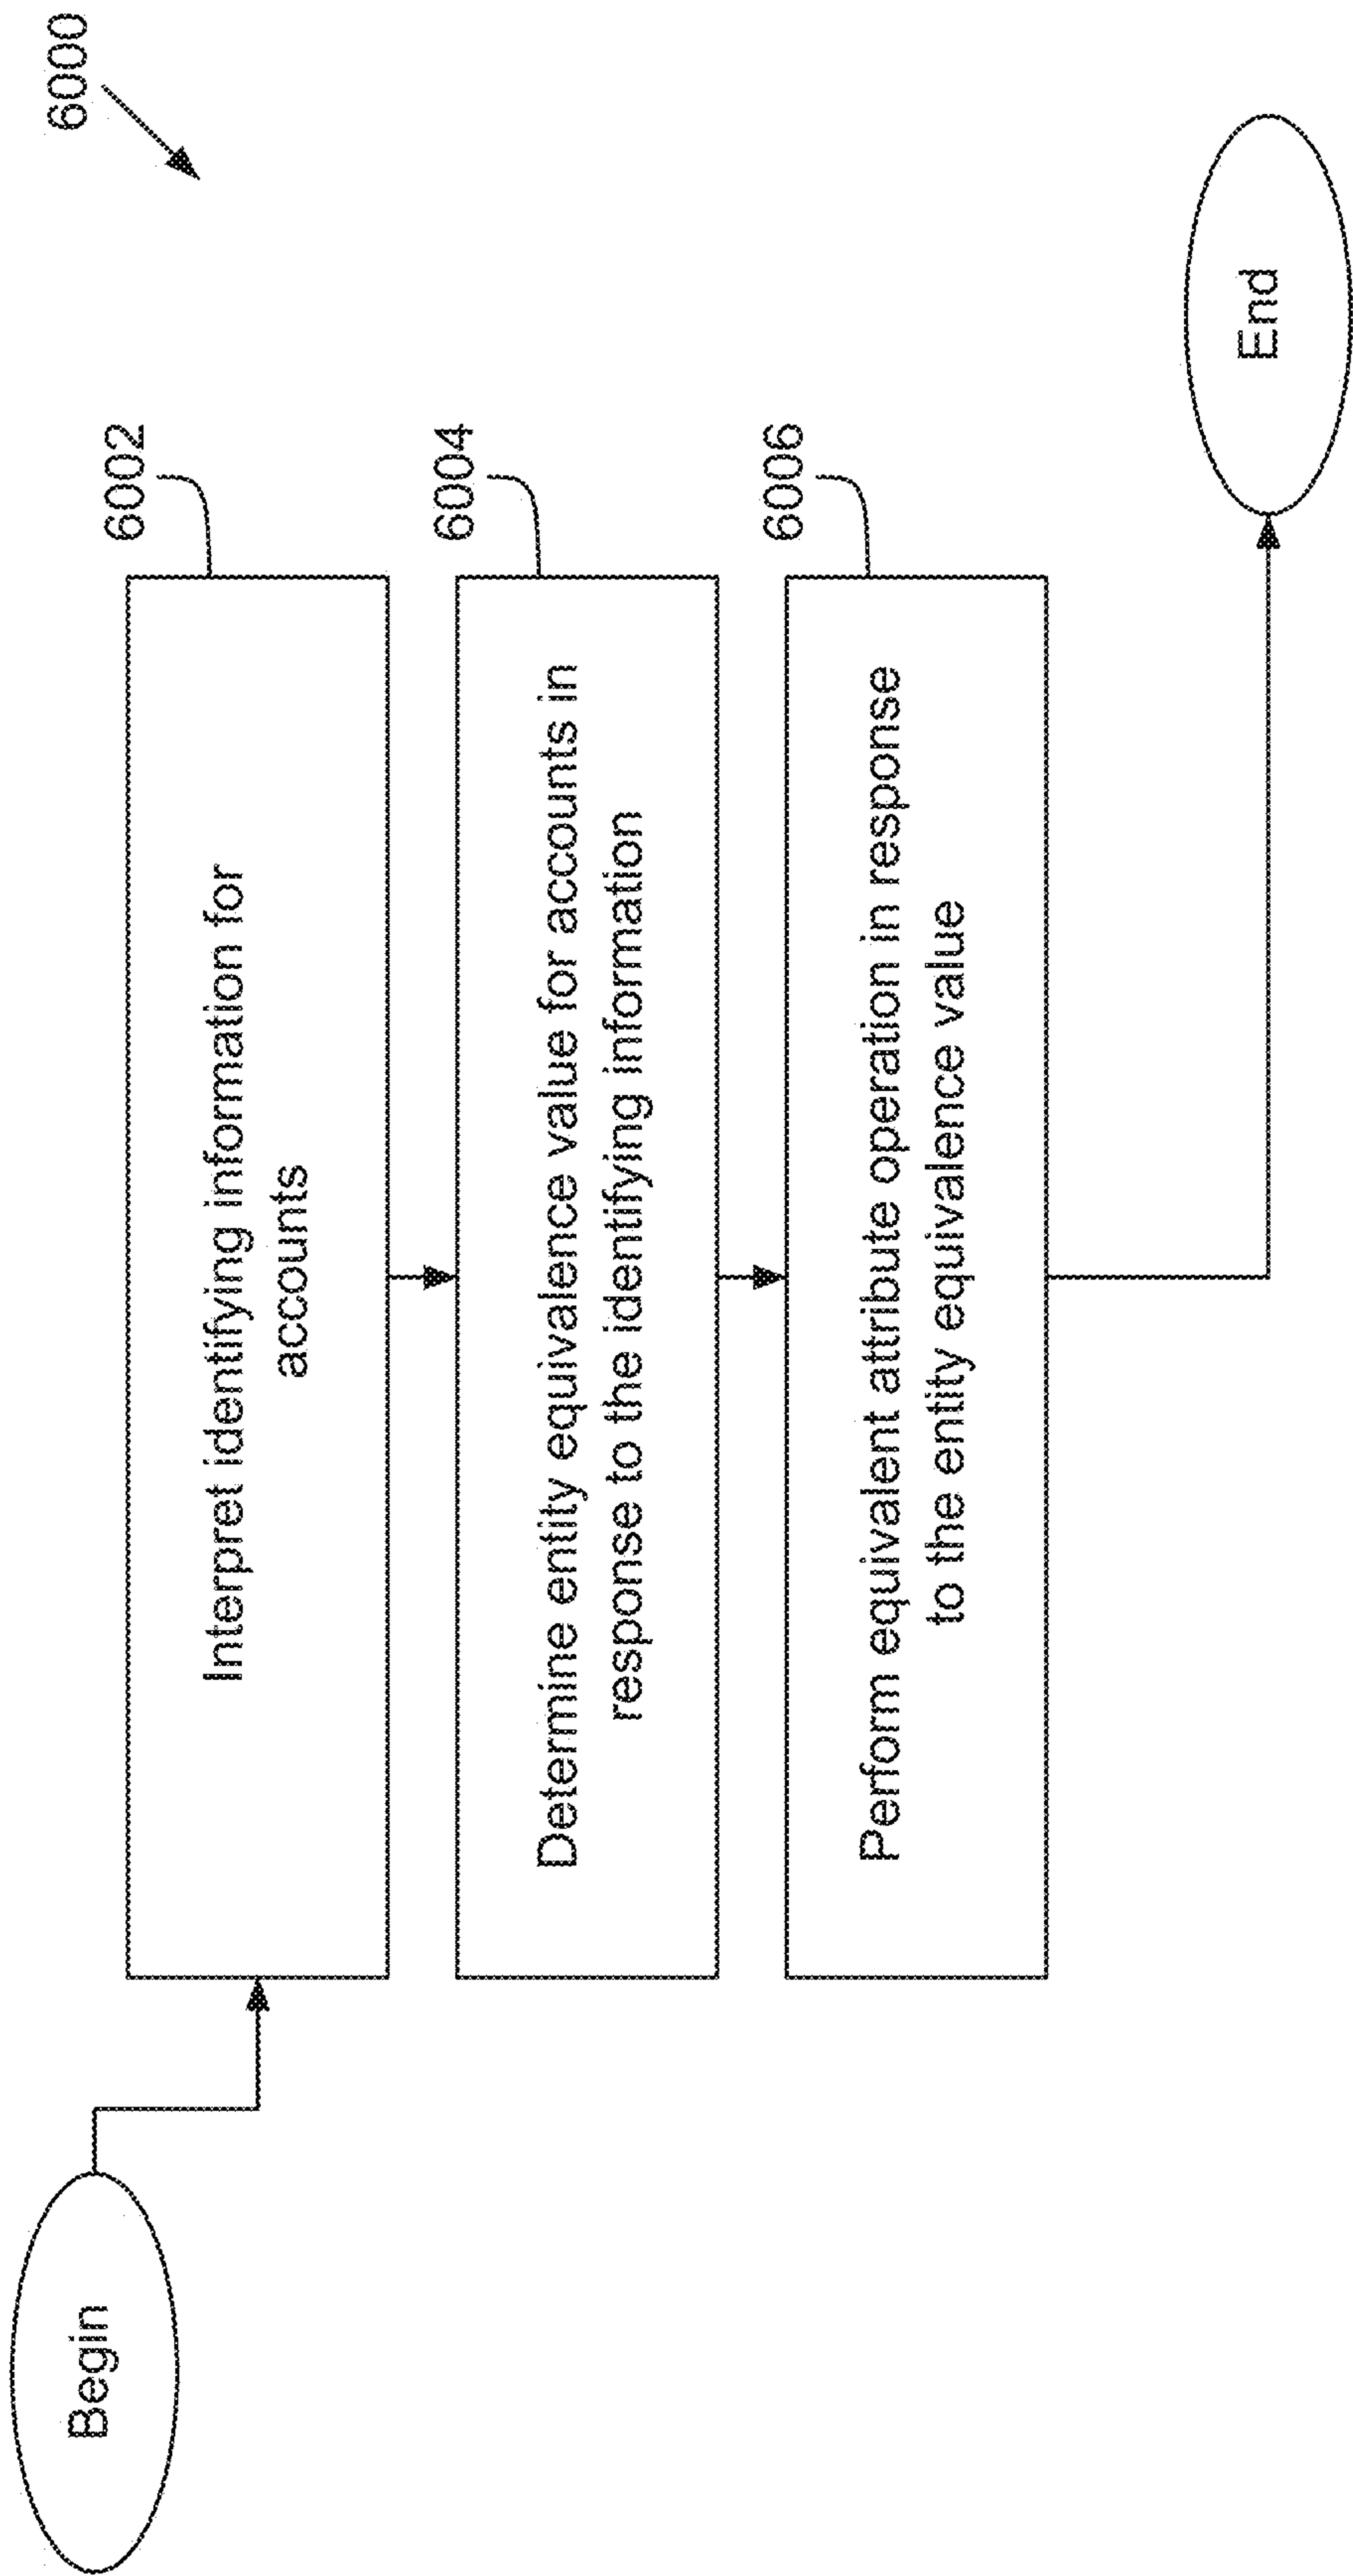 6000
Begin
6002
Interpret identifying information for
accounts
6004
Determine entity equivalence value for accounts in
response to the identifying information
6006
Perform equivalent attribute operation in response
to the entity equivalence value
End